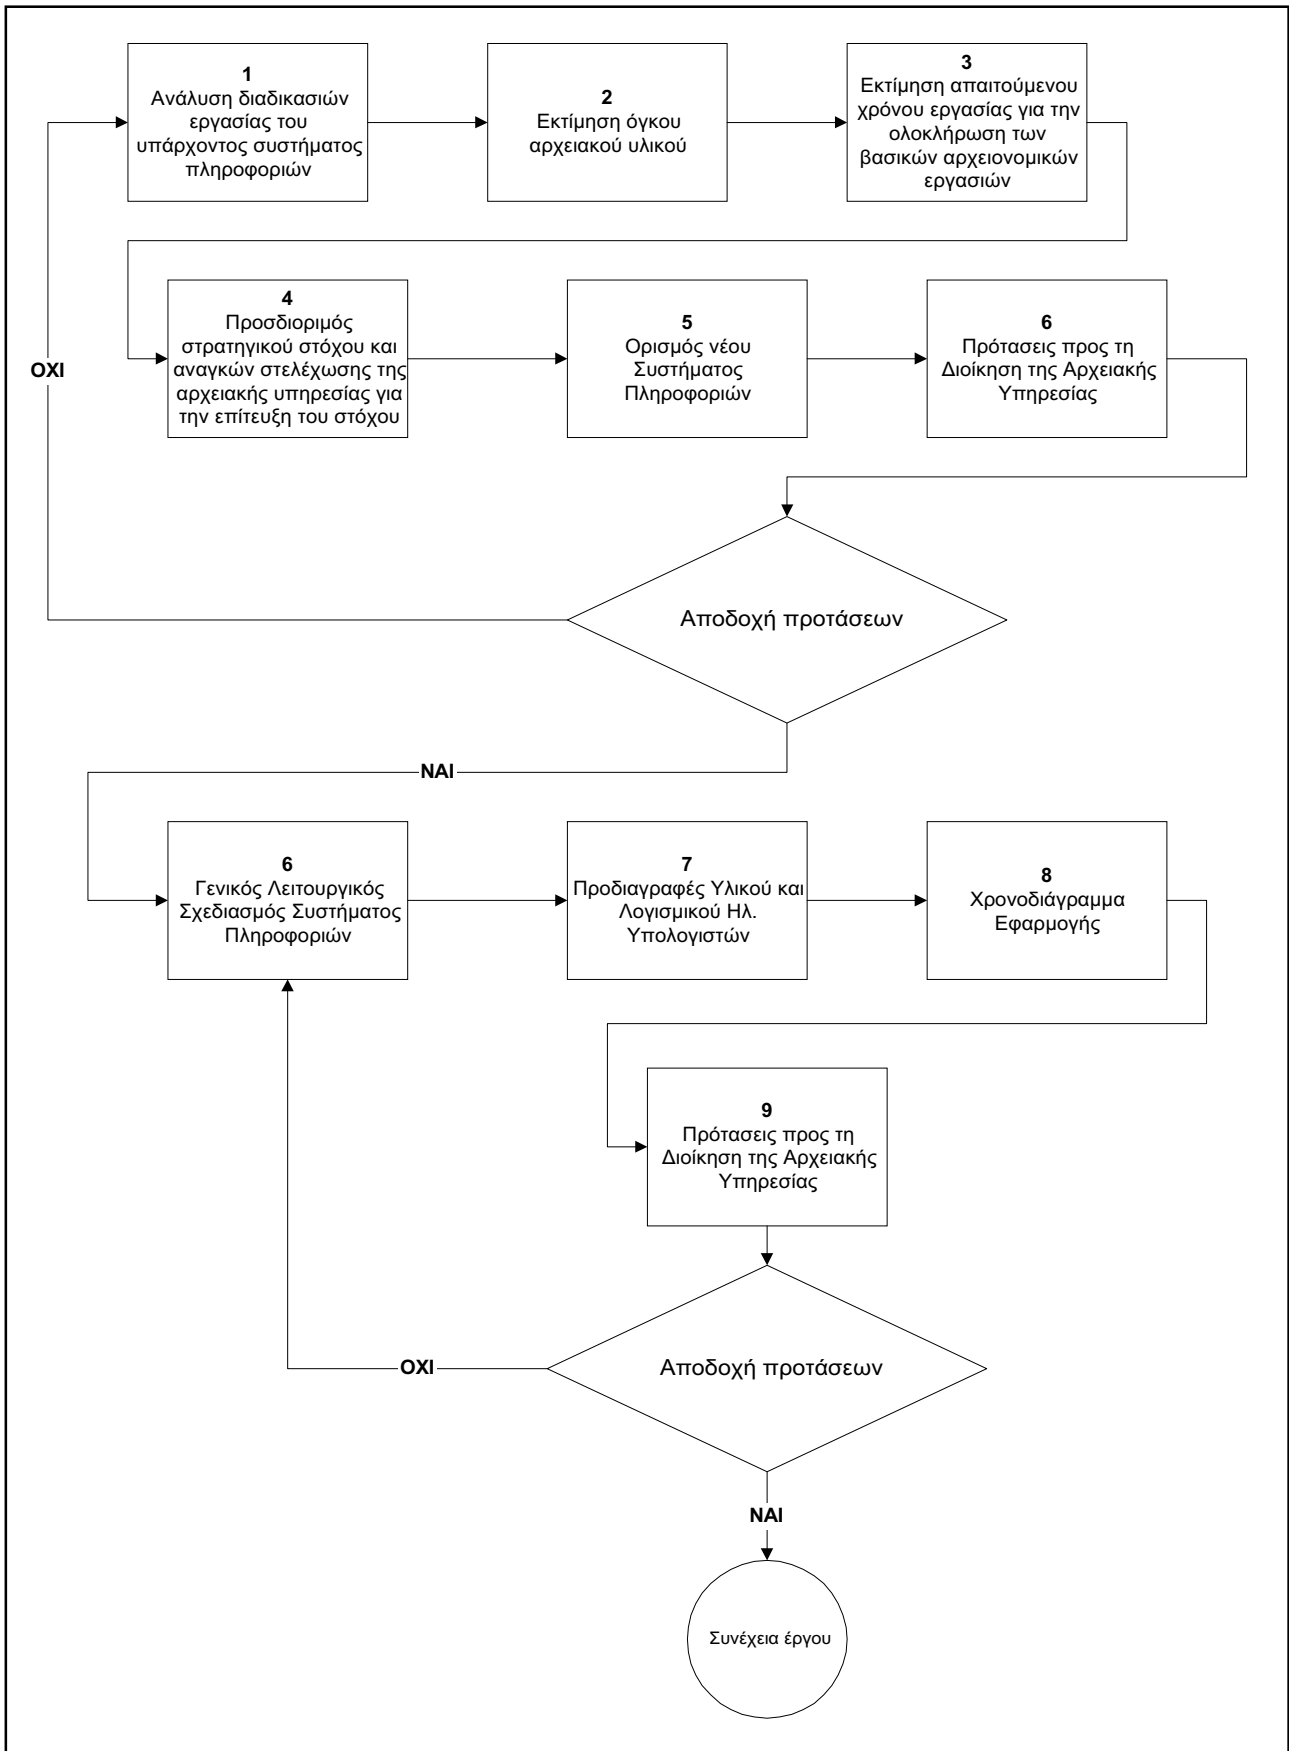 1
Ανάλυση διαδικασιών
εργασίας του
υπάρχοντος συστήματος
πληροφοριών
2
Εκτίμηση όγκου
αρχειακού υλικού
3
Εκτίμηση απαιτούμενου
χρόνου εργασίας για την
ολοκλήρωση των
βασικών αρχειονομικών
εργασιών
4
Προσδιοριμός
στρατηγικού στόχου και
αναγκών στελέχωσης της
αρχειακής υπηρεσίας για
την επίτευξη του στόχου
5
Ορισμός νέου
Συστήματος
Πληροφοριών
6
Πρότασεις προς τη
Διοίκηση της Αρχειακής
Υπηρεσίας
ΟΧΙ
Αποδοχή προτάσεων
ΝΑΙ
6
Γενικός Λειτουργικός
Σχεδιασμός Συστήματος
Πληροφοριών
7
Προδιαγραφές Υλικού και
Λογισμικού Ηλ.
Υπολογιστών
8
Χρονοδιάγραμμα
Εφαρμογής
9
Πρότασεις προς τη
Διοίκηση της Αρχειακής
Υπηρεσίας
ΟΧΙ
Αποδοχή προτάσεων
ΝΑΙ
Συνέχεια έργου